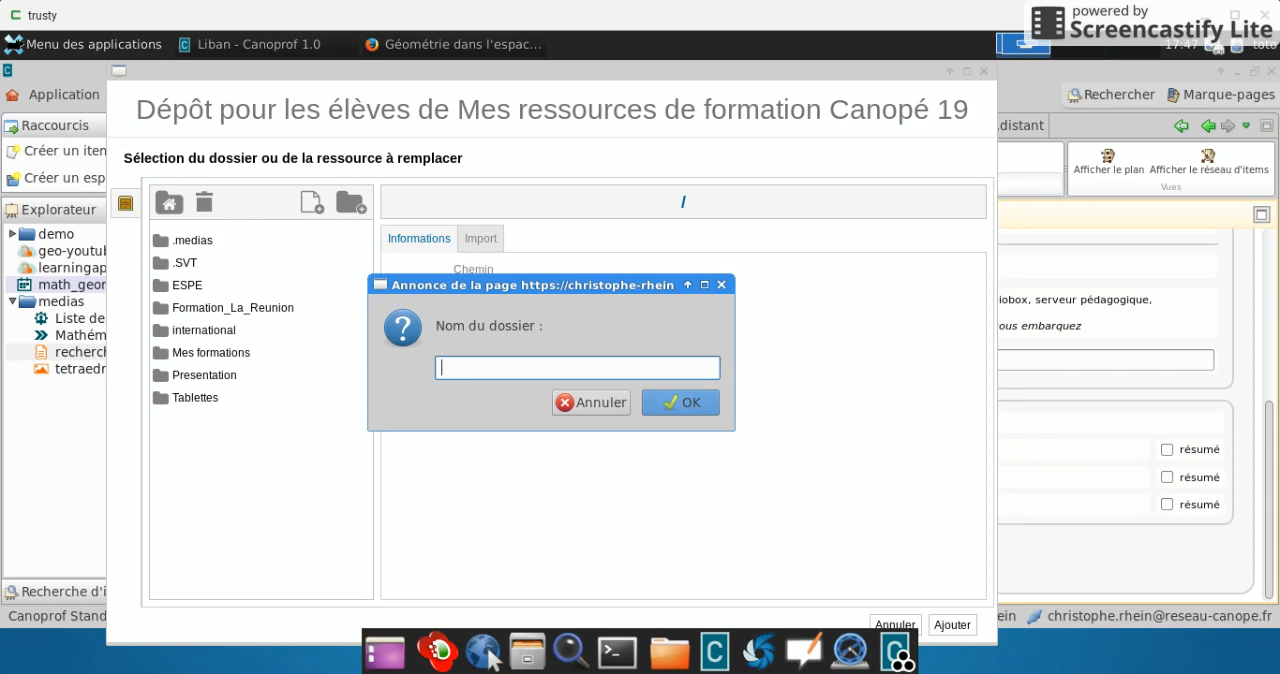 trusty
powered by
Screencastify Lite
Menu des applications
Liban - Canoprof 1.0
Géométrie dans l'espac...
17:47
toto
Application
Rechercher
Marque-pages
Dépôt pour les élèves de Mes ressources de formation Canopé 19
Raccourcis
.distant
Créer un iten
Créer un esp
Sélection du dossier ou de la ressource à remplacer
Afficher le plan
Afficher le réseau d'items
Vues
Explorateur
/
demo
geo-youtub
learningap
math_geor
medias
Liste de
Mathém
recherch
tetraedr
.medias
.SVT
ESPE
Formation_La_Reunion
international
Mes formations
Presentation
Tablettes
Informations
Import
Chemin
Annonce de la page https://christophe-rhein
Nom du dossier :
Annuler
OK
iobox, serveur pédagogique,
ous embarquez
résumé
résumé
résumé
Recherche d'i
Canoprof Stand
Annuler
Ajouter
ein
christophe.rhein@reseau-canope.fr